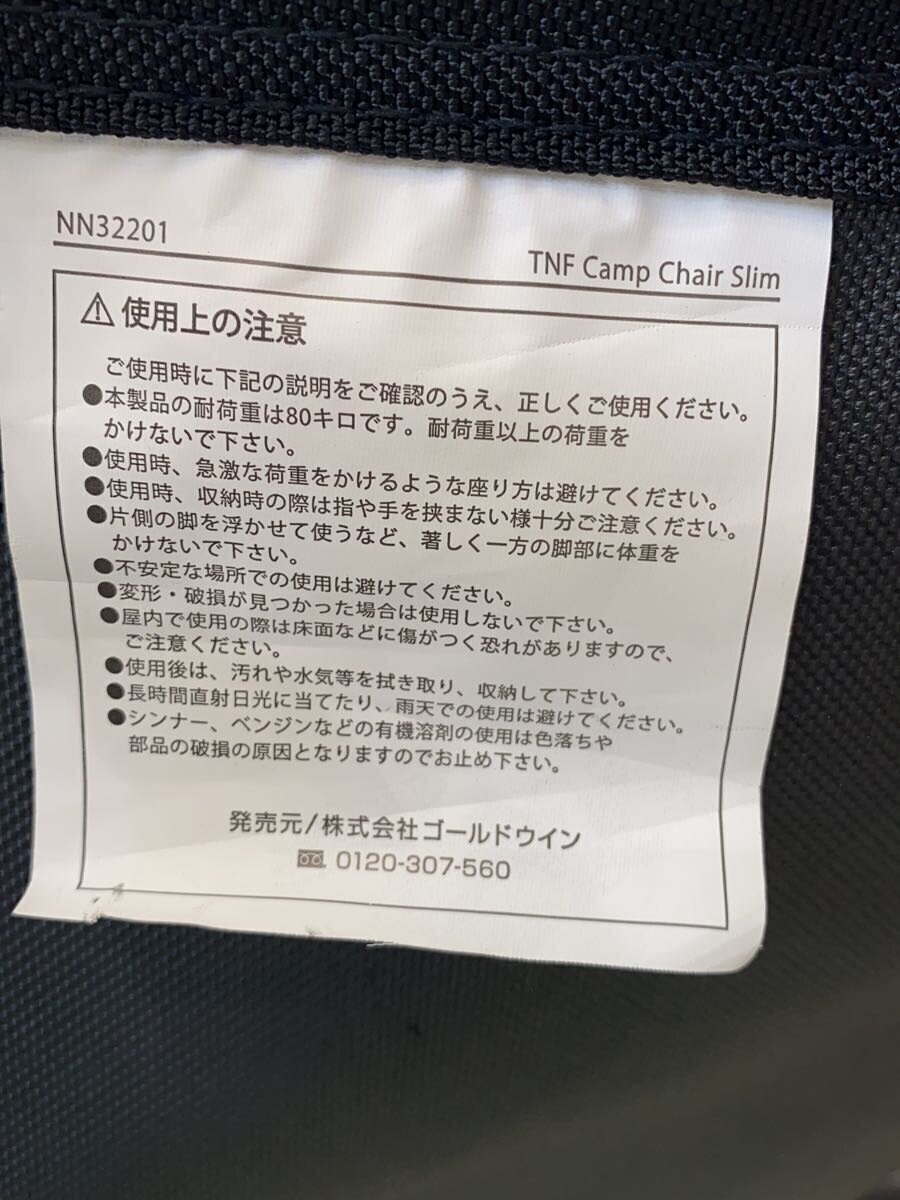 NN32201
TNF Camp Chair Slim
⚠使用上の注意
ご使用時に下記の説明をご確認のうえ、正しくご使用ください。
●本製品の耐荷重は80キロです。耐荷重以上の荷重を
かけないで下さい。
●使用時、急激な荷重をかけるような座り方は避けてください。
●使用時、収納時の際は指や手を挟まない様十分ご注意ください。
●片側の脚を浮かせて使うなど、著しく一方の脚部に体重を
かけないで下さい。
●不安定な場所での使用は避けてください。
●変形・破損が見つかった場合は使用しないで下さい。
●屋内で使用の際は床面などに傷がつく恐れがありますので、
ご注意ください。
●使用後は、汚れや水気等を拭き取り、収納して下さい。
●長時間直射日光に当てたり、雨天での使用は避けてください。
●シンナー、ベンジンなどの有機溶剤の使用は色落ちや
部品の破損の原因となりますのでお止め下さい。
発売元/株式会社ゴールドウイン
0120-307-560